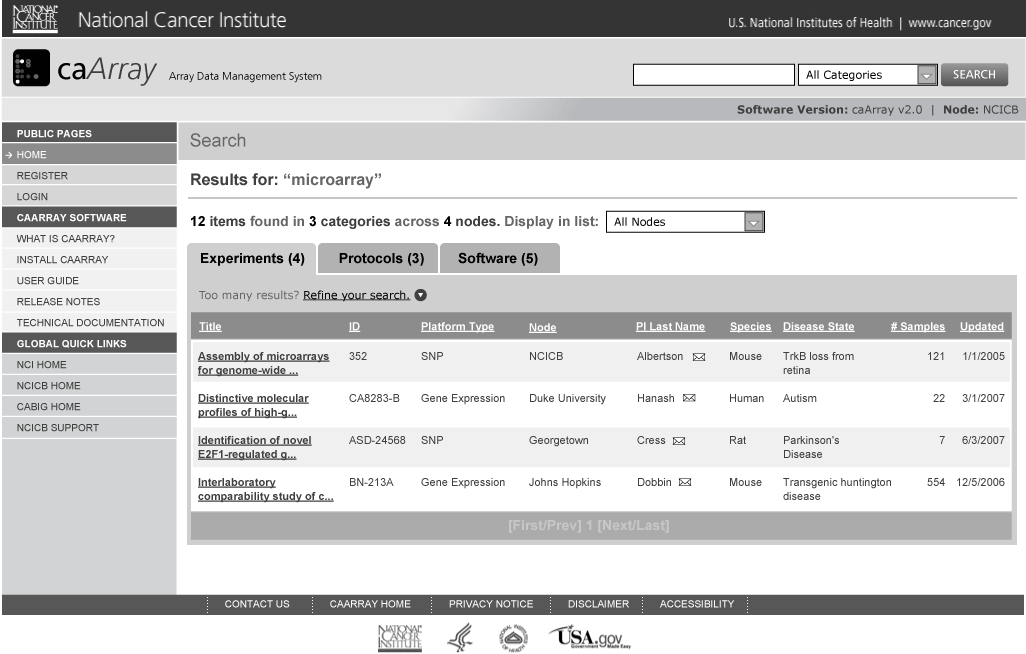 NATIONAL CANCER INSTITUTE National Cancer Institute U.S. National Institutes of Health | www.cancer.gov
caArray Array Data Management System All Categories SEARCH
Software Version: caArray v2.0 | Node: NCICB
PUBLIC PAGES
→ HOME
REGISTER
LOGIN
CAARRAY SOFTWARE
WHAT IS CAARRAY?
INSTALL CAARRAY
USER GUIDE
RELEASE NOTES
TECHNICAL DOCUMENTATION
GLOBAL QUICK LINKS
NCI HOME
NCICB HOME
CABIG HOME
NCICB SUPPORT
Search
Results for: “microarray”
12 items found in 3 categories across 4 nodes. Display in list: All Nodes
Experiments (4) Protocols (3) Software (5)
Too many results? Refine your search.
Title ID Platform Type Node PI Last Name Species Disease State # Samples Updated
Assembly of microarrays 352 SNP NCICB Albertson Mouse TrkB loss from 121 1/1/2005
for genome-wide ... retina
Distinctive molecular CA8283-B Gene Expression Duke University Hanash Human Autism 22 3/1/2007
profiles of high-g...
Identification of novel ASD-24568 SNP Georgetown Cress Rat Parkinson's 7 6/3/2007
E2F1-regulated g... Disease
Interlaboratory BN-213A Gene Expression Johns Hopkins Dobbin Mouse Transgenic huntington 554 12/5/2006
comparability study of c... disease
[First/Prev] 1 [Next/Last]
CONTACT US CAARRAY HOME PRIVACY NOTICE DISCLAIMER ACCESSIBILITY
NATIONAL CANCER INSTITUTE USA.gov
Government Made Easy